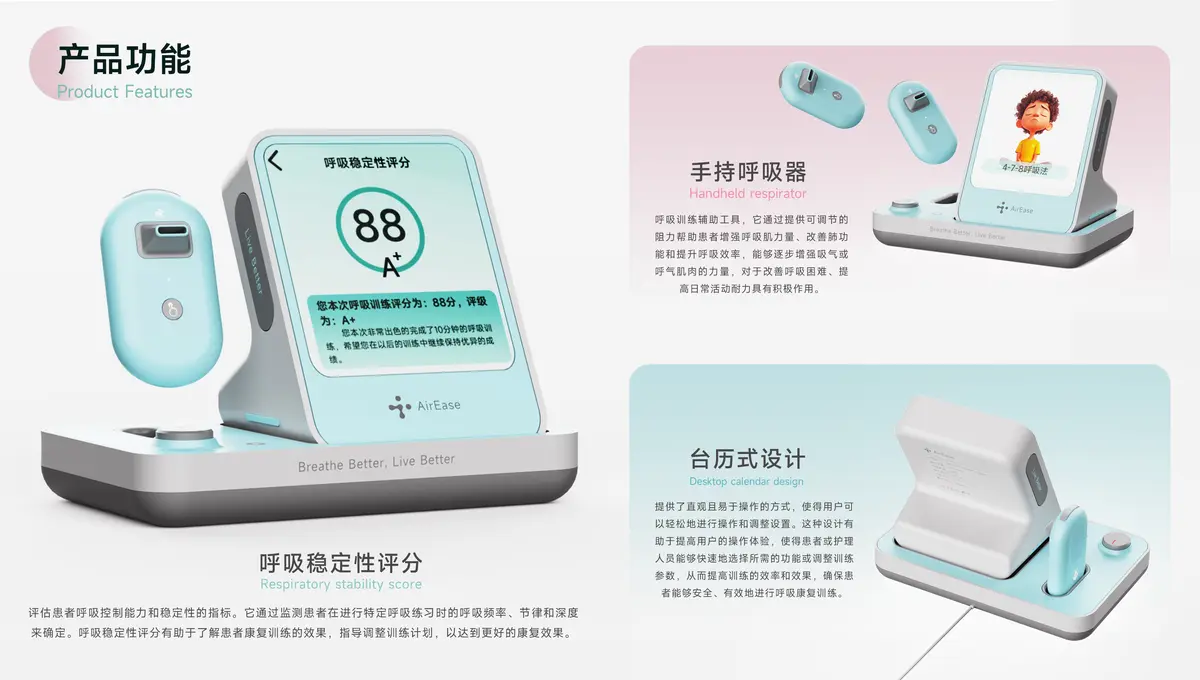 产品功能
Product Features
呼吸稳定性评分
88
A+
您本次呼吸训练评分为：88分，评级
为：A+
您本次非常出色的完成了10分钟的呼吸训
练，希望您在以后的训练中继续保持优异的成
绩。
Live Better
AirEase
Breathe Better, Live Better
呼吸稳定性评分
Respiratory stability score
评估患者呼吸控制能力和稳定性的指标。它通过监测患者在进行特定呼吸练习时的呼吸频率、节律和深度
来确定。呼吸稳定性评分有助于了解患者康复训练的效果，指导调整训练计划，以达到更好的康复效果。
手持呼吸器
Handheld respirator
呼吸训练辅助工具，它通过提供可调节的
阻力帮助患者增强呼吸肌力量、改善肺功
能和提升呼吸效率，能够逐步增强吸气或
呼气肌肉的力量，对于改善呼吸困难、提
高日常活动耐力具有积极作用。
4-7-8呼吸法
AirEase
Breathe Better, Live Better
台历式设计
Desktop calendar design
提供了直观且易于操作的方式，使得用户可
以轻松地进行操作和调整设置。这种设计有
助于提高用户的操作体验，使得患者或护理
人员能够快速地选择所需的功能或调整训练
参数，从而提高训练的效率和效果，确保患
者能够安全、有效地进行呼吸康复训练。
AirEase